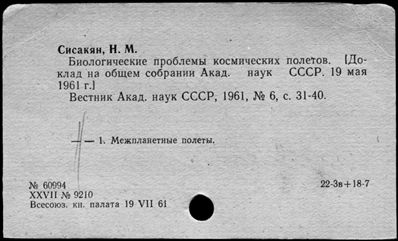 Сисакян, Н. М.
Биологические проблемы космических полетов. [До-
клад на общем собрании Акад. наук СССР. 19 мая
1961 г.]
Вестник Акад. наук СССР, 1961, № 6, с. 31-40.
— 1. Межпланетные полеты.
№ 60994
XXVII № 9210
Всесоюз. кн. палата 19 VII 61
22-3в+18-7